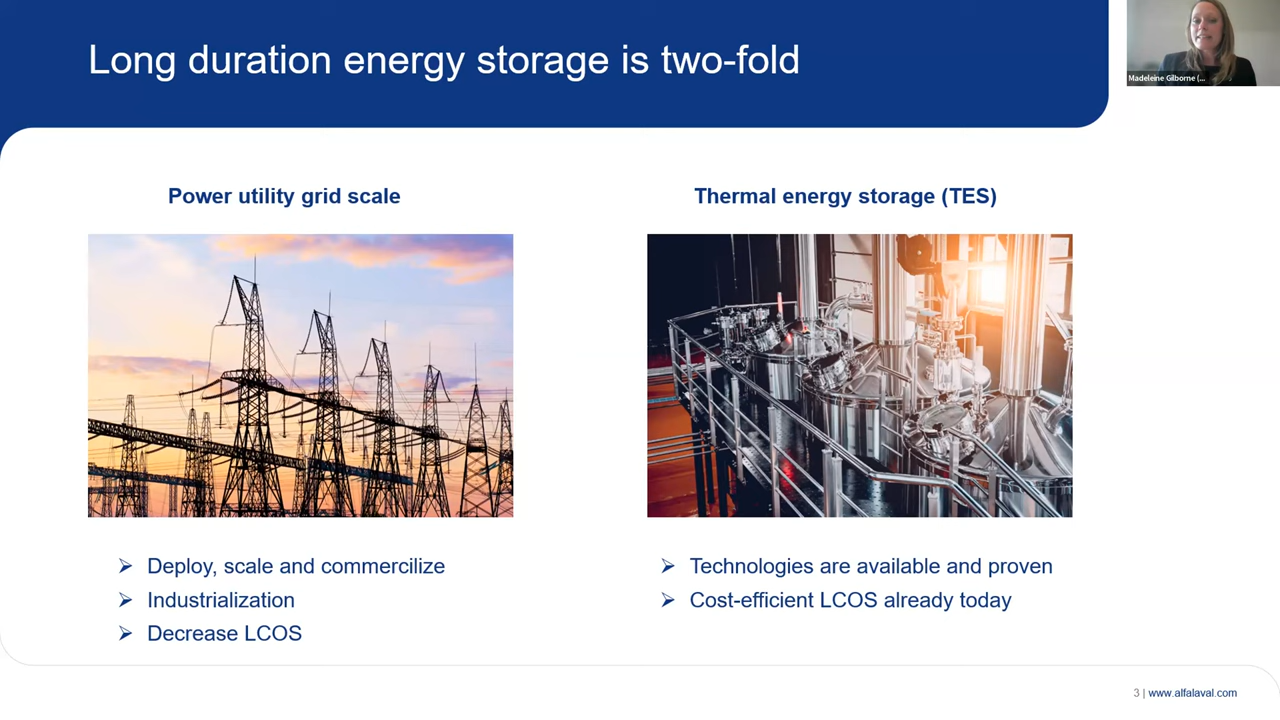 Long duration energy storage is two-fold
Madeleine Gilborne (...
Power utility grid scale
Thermal energy storage (TES)
➢ Deploy, scale and commercilize
➢ Industrialization
➢ Decrease LCOS
➢ Technologies are available and proven
➢ Cost-efficient LCOS already today
3 | www.alfalaval.com